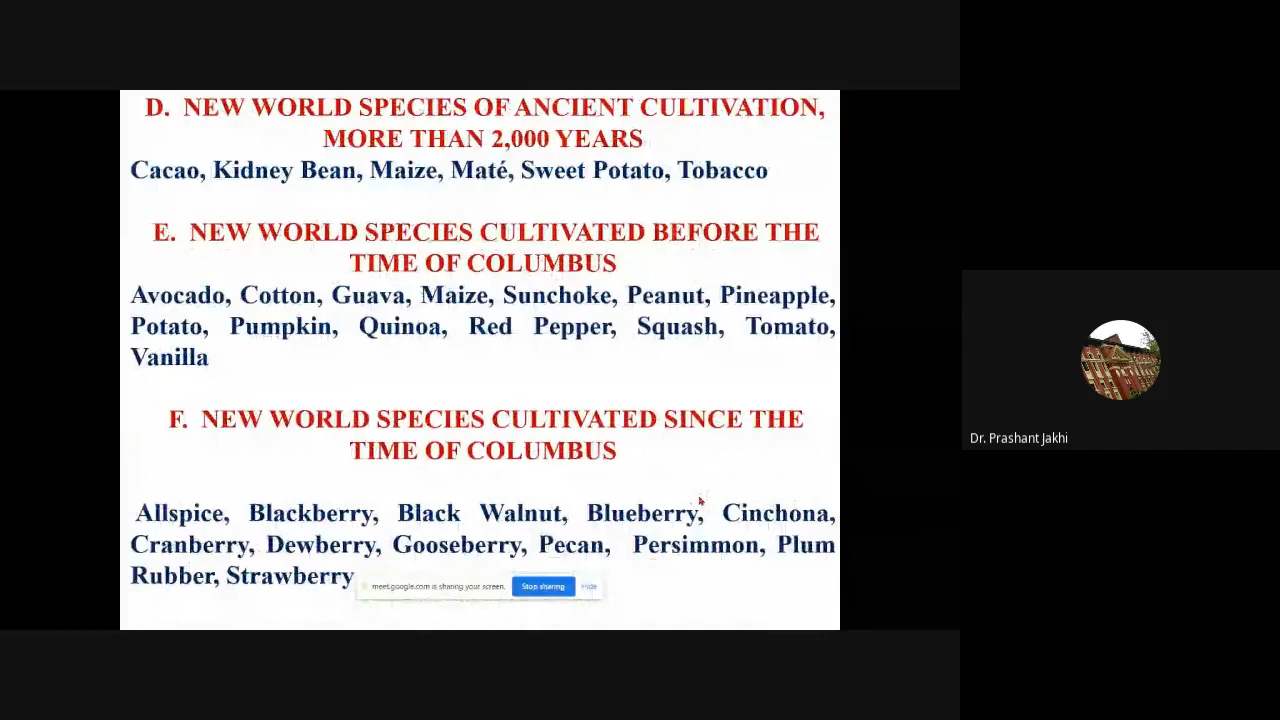 D. NEW WORLD SPECIES OF ANCIENT CULTIVATION,
MORE THAN 2,000 YEARS
Cacao, Kidney Bean, Maize, Maté, Sweet Potato, Tobacco
E. NEW WORLD SPECIES CULTIVATED BEFORE THE
TIME OF COLUMBUS
Avocado, Cotton, Guava, Maize, Sunchoke, Peanut, Pineapple,
Potato, Pumpkin, Quinoa, Red Pepper, Squash, Tomato,
Vanilla
F. NEW WORLD SPECIES CULTIVATED SINCE THE
TIME OF COLUMBUS
Allspice, Blackberry, Black Walnut, Blueberry, Cinchona,
Cranberry, Dewberry, Gooseberry, Pecan, Persimmon, Plum
Rubber, Strawberry
meet.google.com is sharing your screen.
Stop sharing
Hide
Dr. Prashant Jakhi